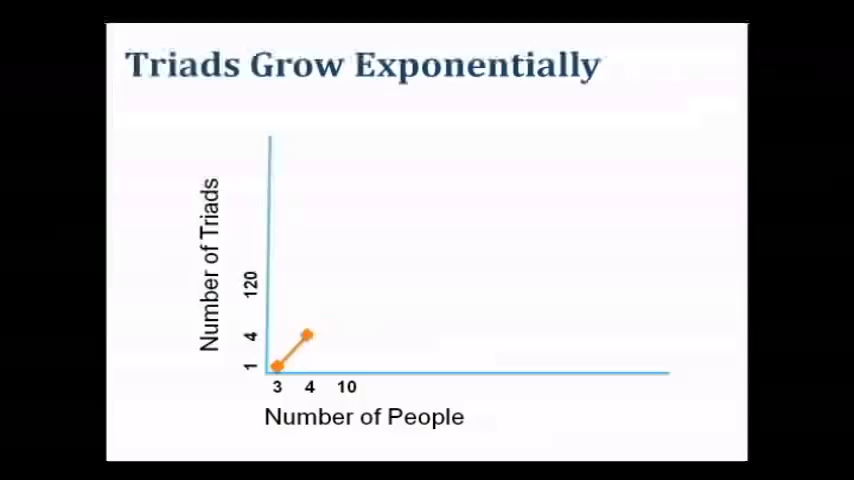 Triads Grow Exponentially
Number of Triads
120
4
1
3 4 10
Number of People